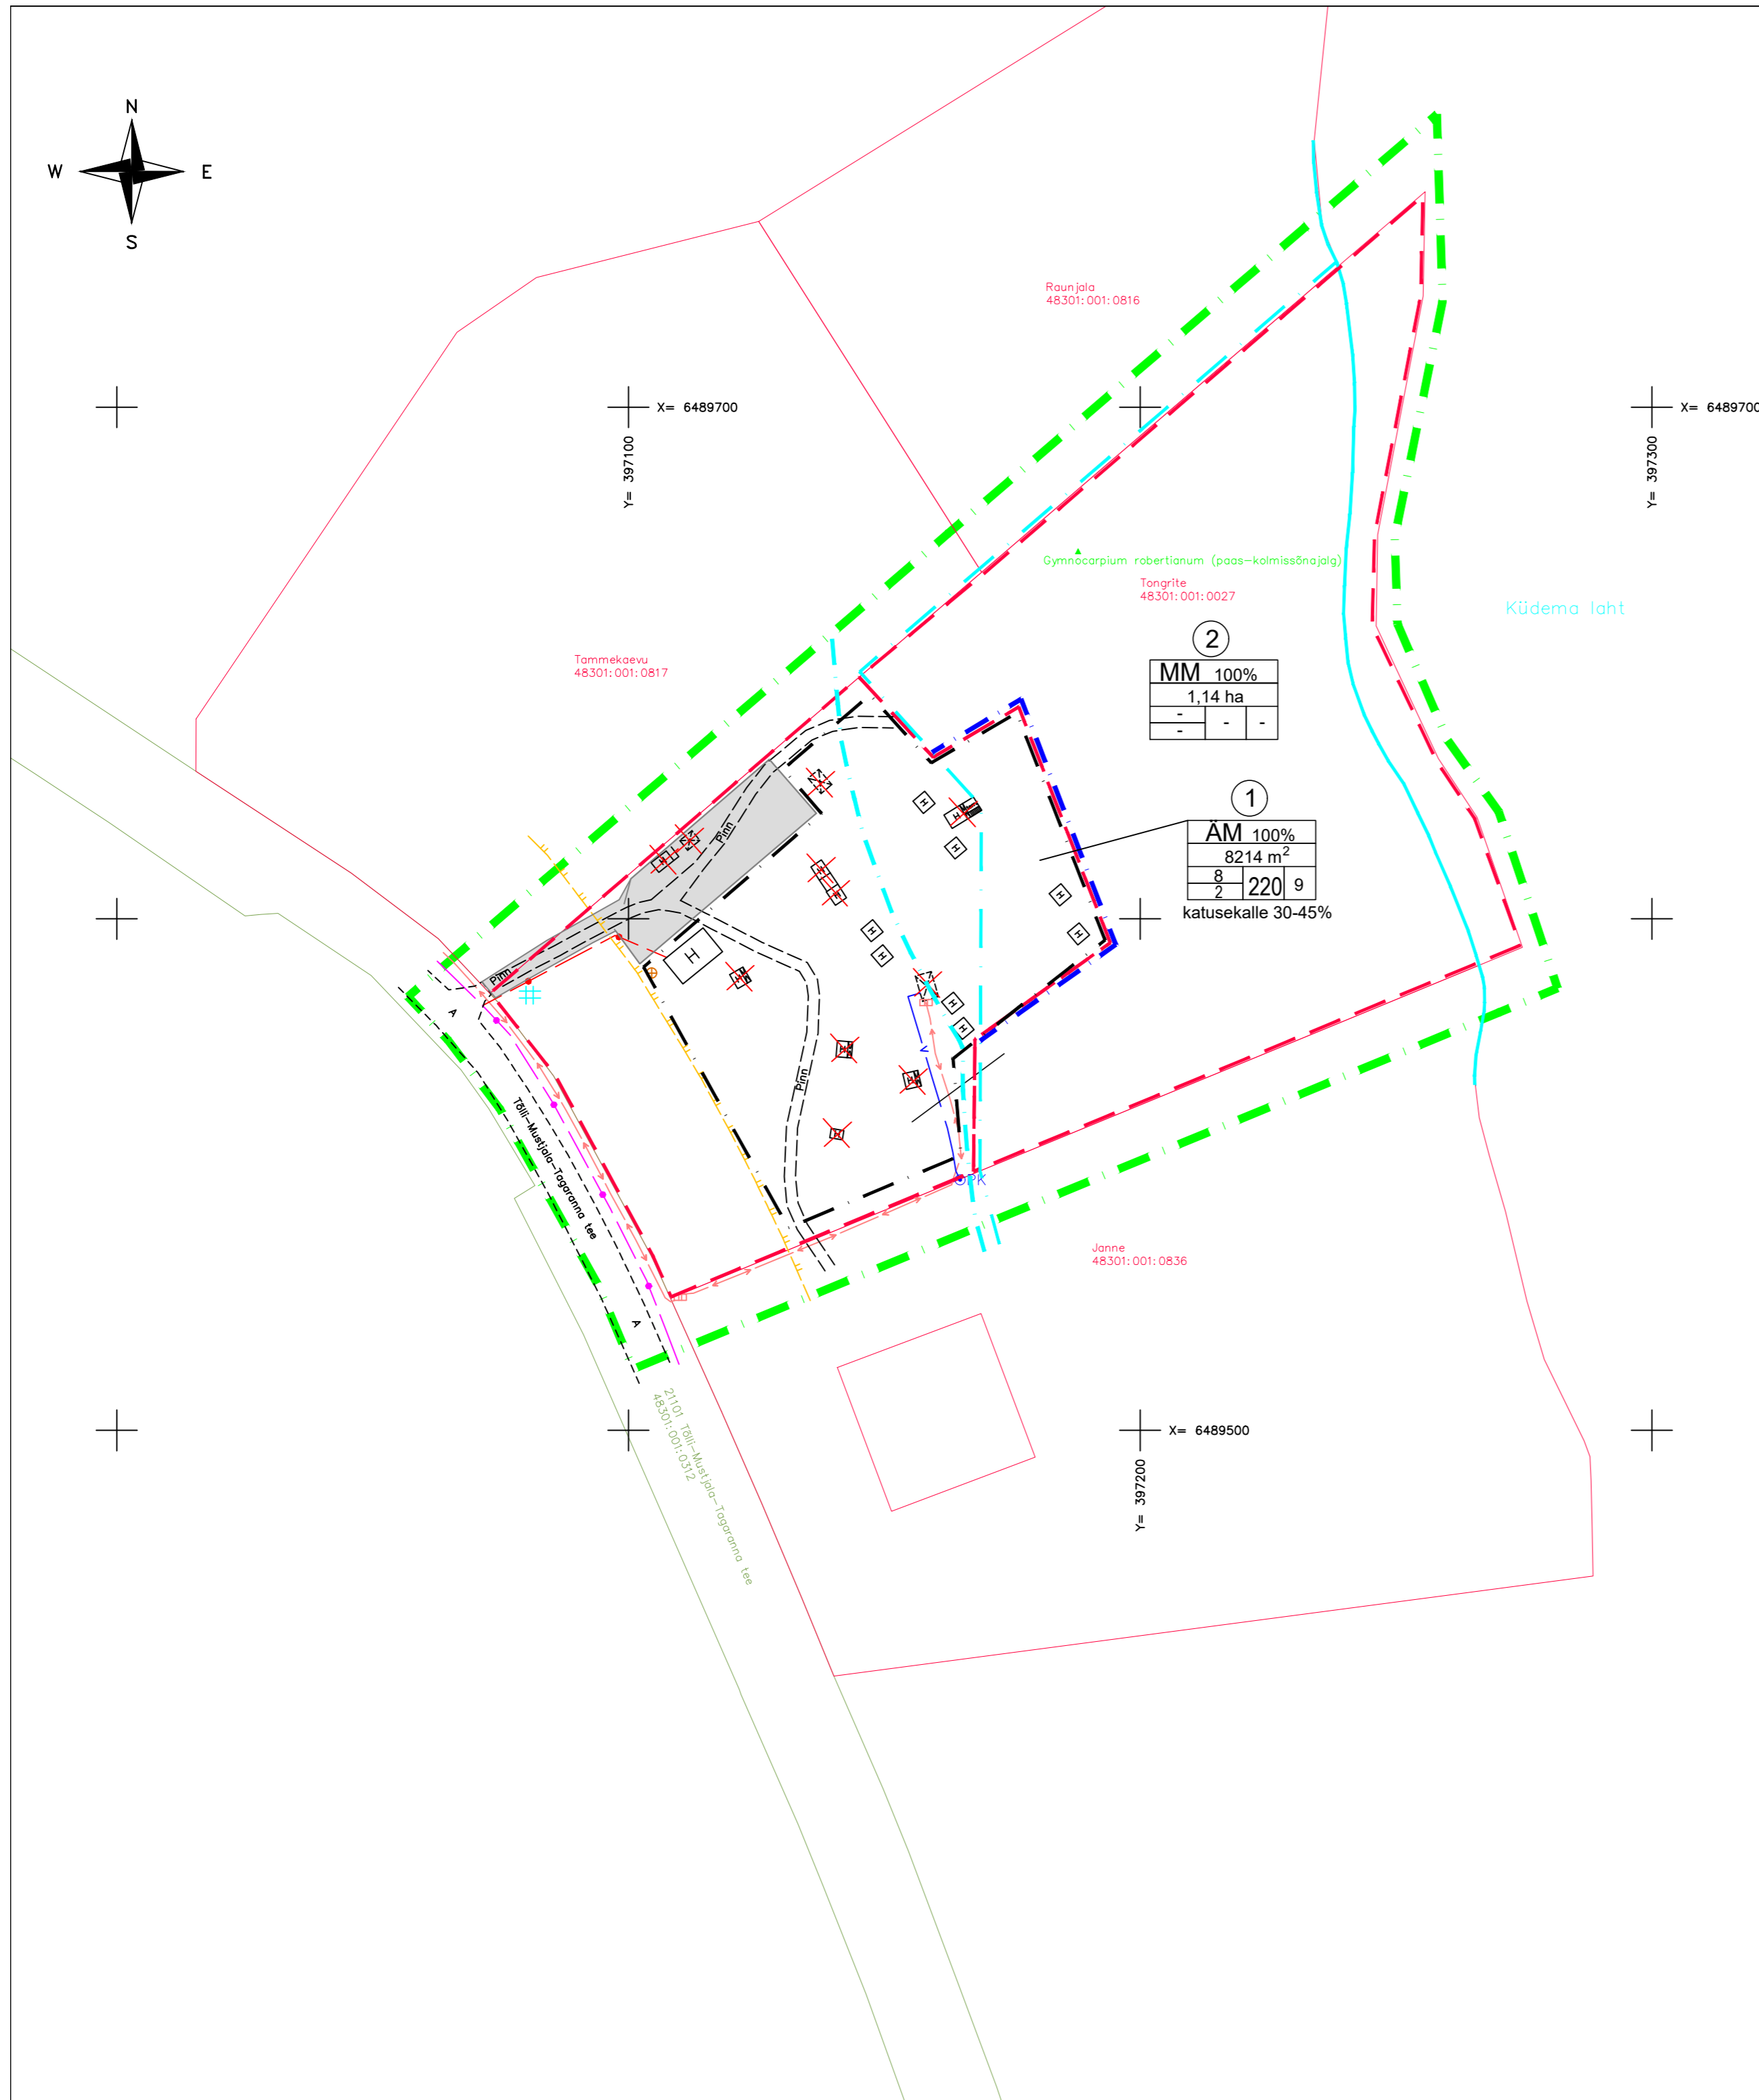 N
W E
S
Raunjala
48301:001:0816
X= 6489700
X= 6489700
Y= 397100
Y= 397300
Gymnocarpium robertianum (paas-kolmissõnajalg)
Tongrite
48301:001:0027
Küdema laht
Tammekaevu
48301:001:0817
2
MM 100%
1,14 ha
- - -
-
1
ÄM 100%
8214 m²
8 220 9
2
katusekalle 30-45%
Pinn
H
H
H
H
H
H
H
H
H
H
Pinn
A
V
Pinn
Tõlli-Mustjala-Tagaranna tee
PK
Janne
48301:001:0836
A
21101 Tõlli-Mustjala-Tagaranna tee
48301:001:0312
X= 6489500
Y= 397200